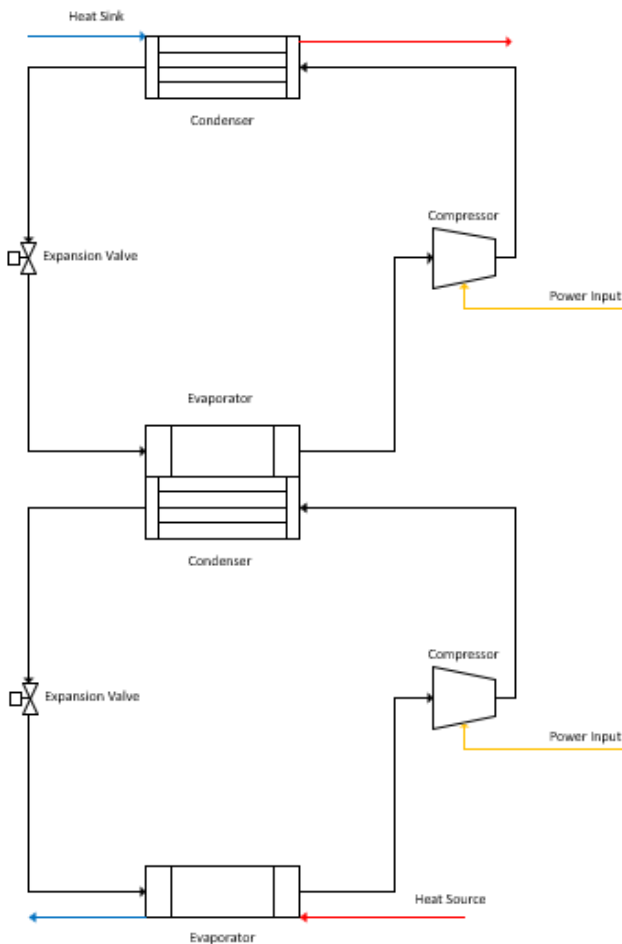 Heat Sink
Condenser
Compressor
Expansion Valve
Power Input
Evaporator
Condenser
Compressor
Expansion Valve
Power Input
Heat Source
Evaporator